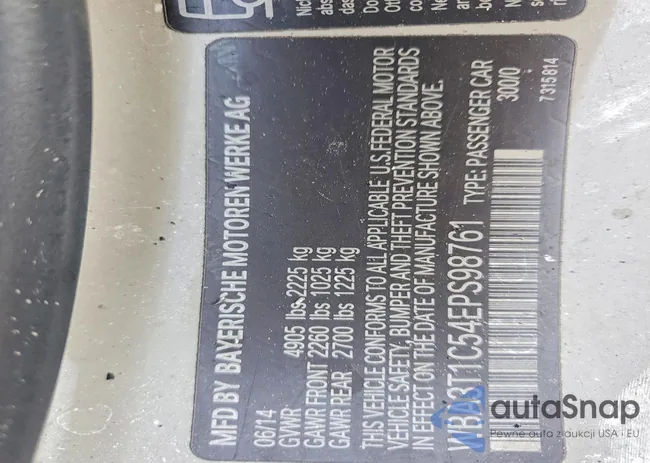 MFD BY BAYERISCHE MOTOREN WERKE AG
06/14
GVWR 4905 lbs 2225 kg
GAWR FRONT 2260 lbs 1025 kg
GAWR REAR 2700 lbs 1225 kg
THIS VEHICLE CONFORMS TO ALL APPLICABLE U.S.FEDERAL MOTOR
VEHICLE SAFETY, BUMPER AND THEFT PREVENTION STANDARDS
IN EFFECT ON THE DATE OF MANUFACTURE SHOWN ABOVE.
WBA3T1C54EPS98761 TYPE: PASSENGER CAR
300/0
7 315 814
autoSnap
Pewne auta z aukcji USA i EU